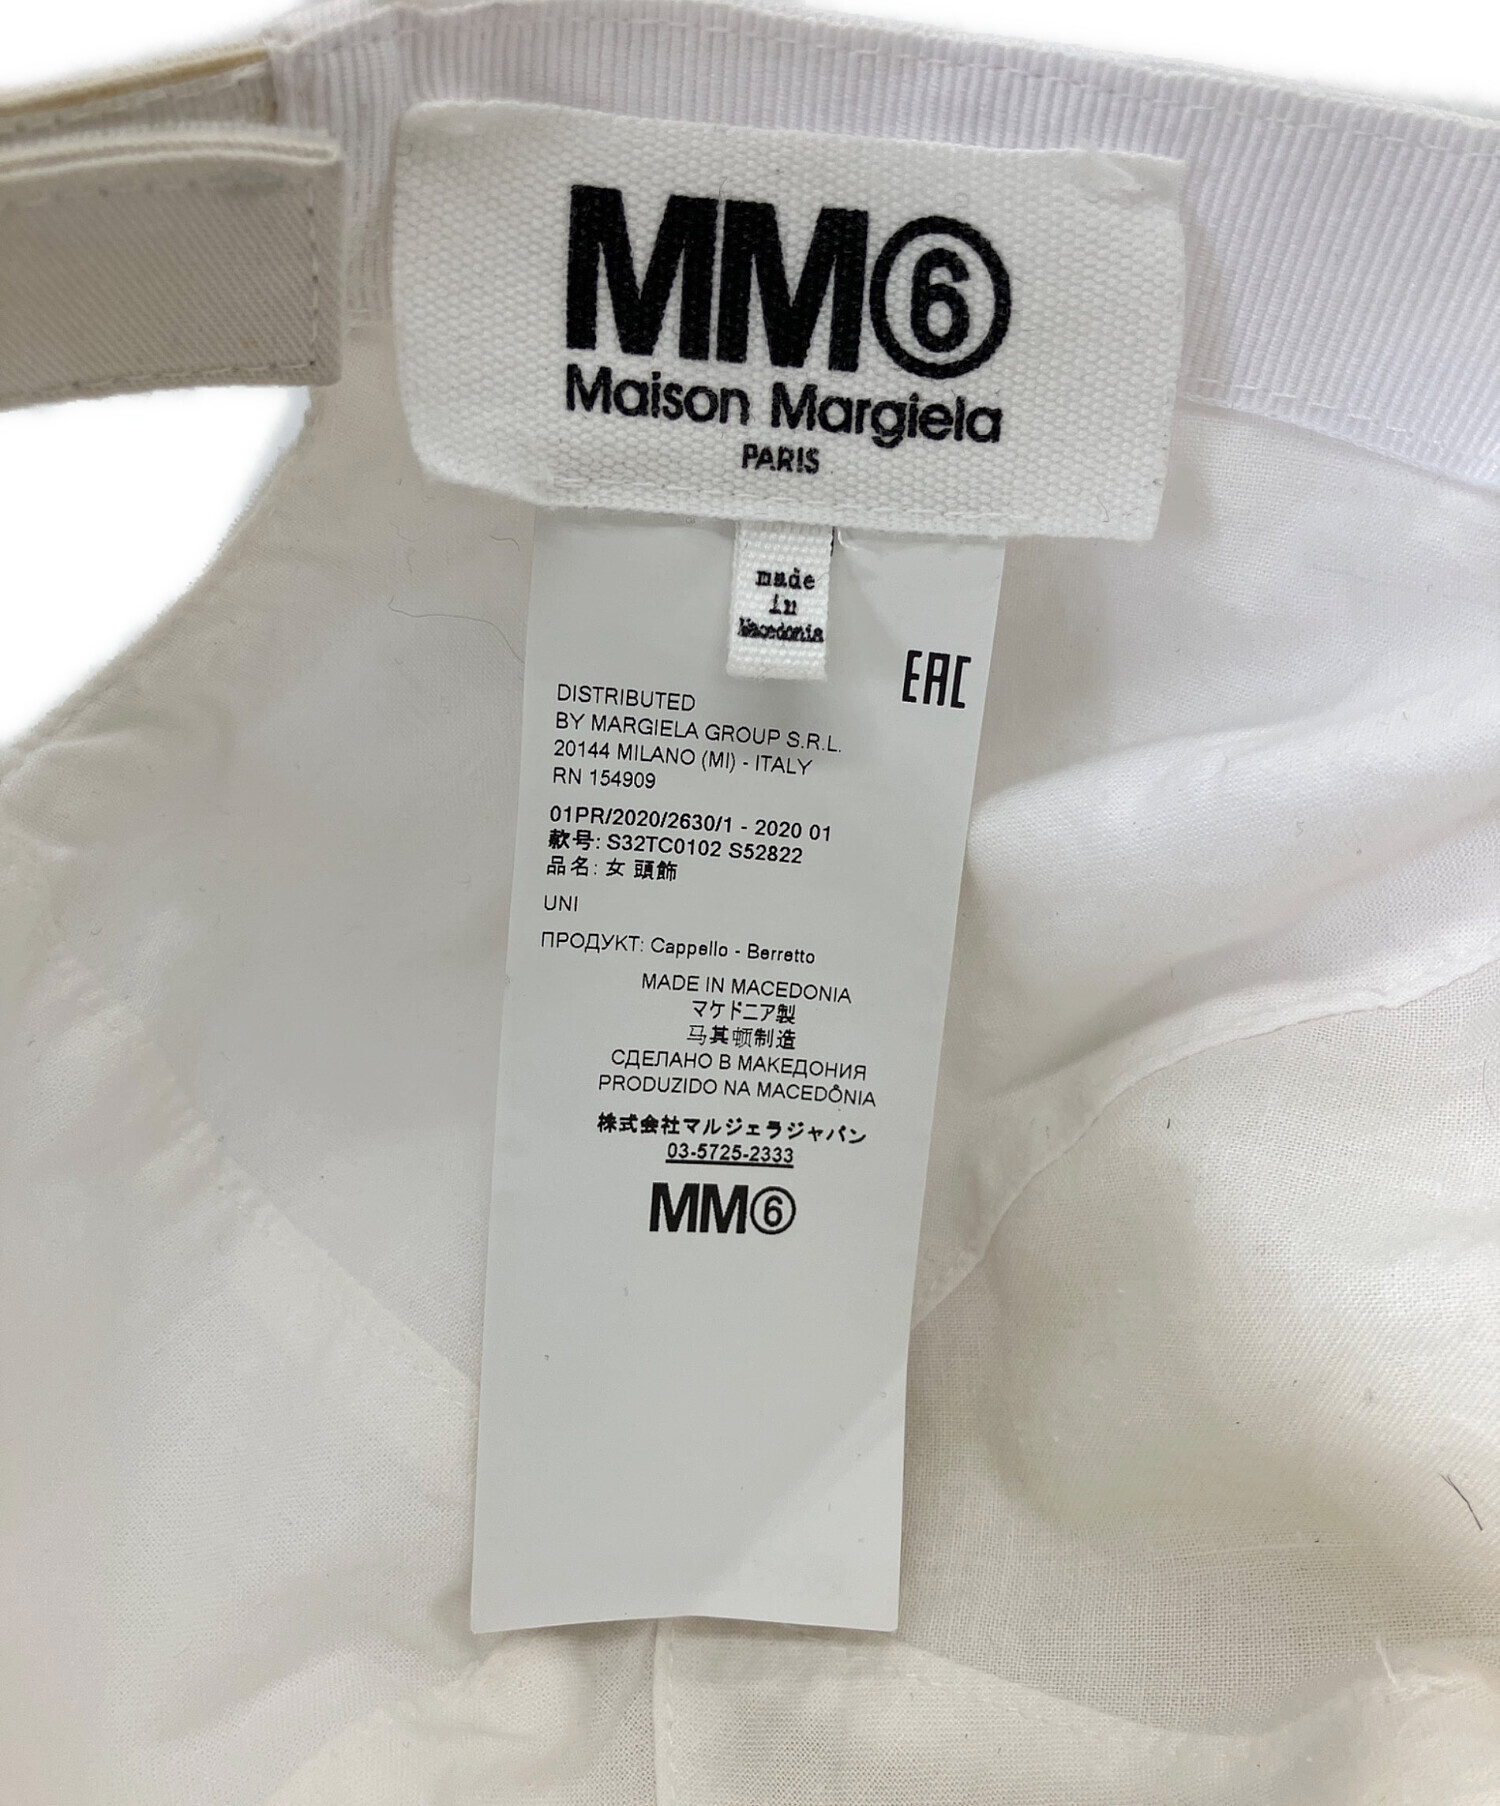 MM⑥
Maison Margiela
PARIS
made
in
Macedonia
EAC
DISTRIBUTED
BY MARGIELA GROUP S.R.L.
20144 MILANO (MI) - ITALY
RN 154909
01PR/2020/2630/1 - 2020 01
款号: S32TC0102 S52822
品名: 女 頭飾
UNI
ПРОДУКТ: Cappello - Berretto
MADE IN MACEDONIA
マケドニア製
马其顿制造
СДЕЛАНО В МАКЕДОНИЯ
PRODUZIDO NA MACEDÔNIA
株式会社マルジェラジャパン
03-5725-2333
MM⑥